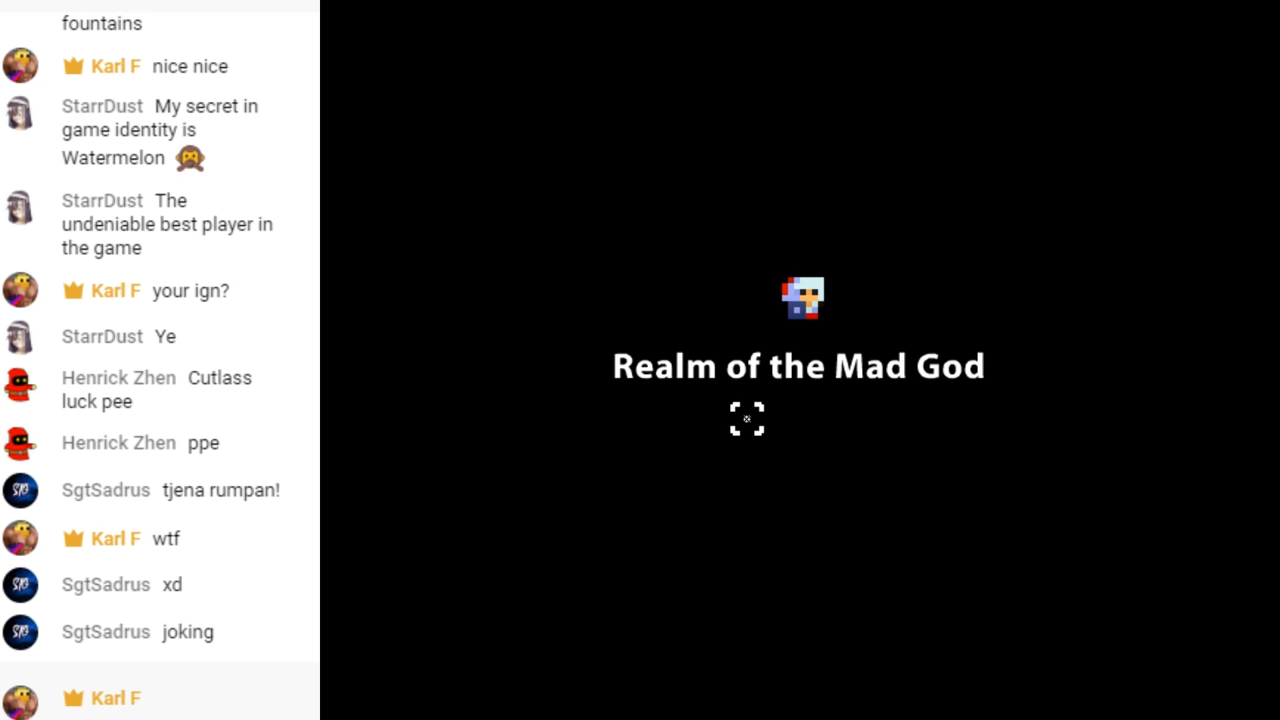 fountains
Karl F nice nice
StarrDust My secret in
game identity is
Watermelon
StarrDust The
undeniable best player in
the game
Karl F your ign?
StarrDust Ye
Henrick Zhen Cutlass
luck pee
Henrick Zhen ppe
SgtSadrus tjena rumpan!
Karl F wtf
SgtSadrus xd
SgtSadrus joking
Karl F
Realm of the Mad God